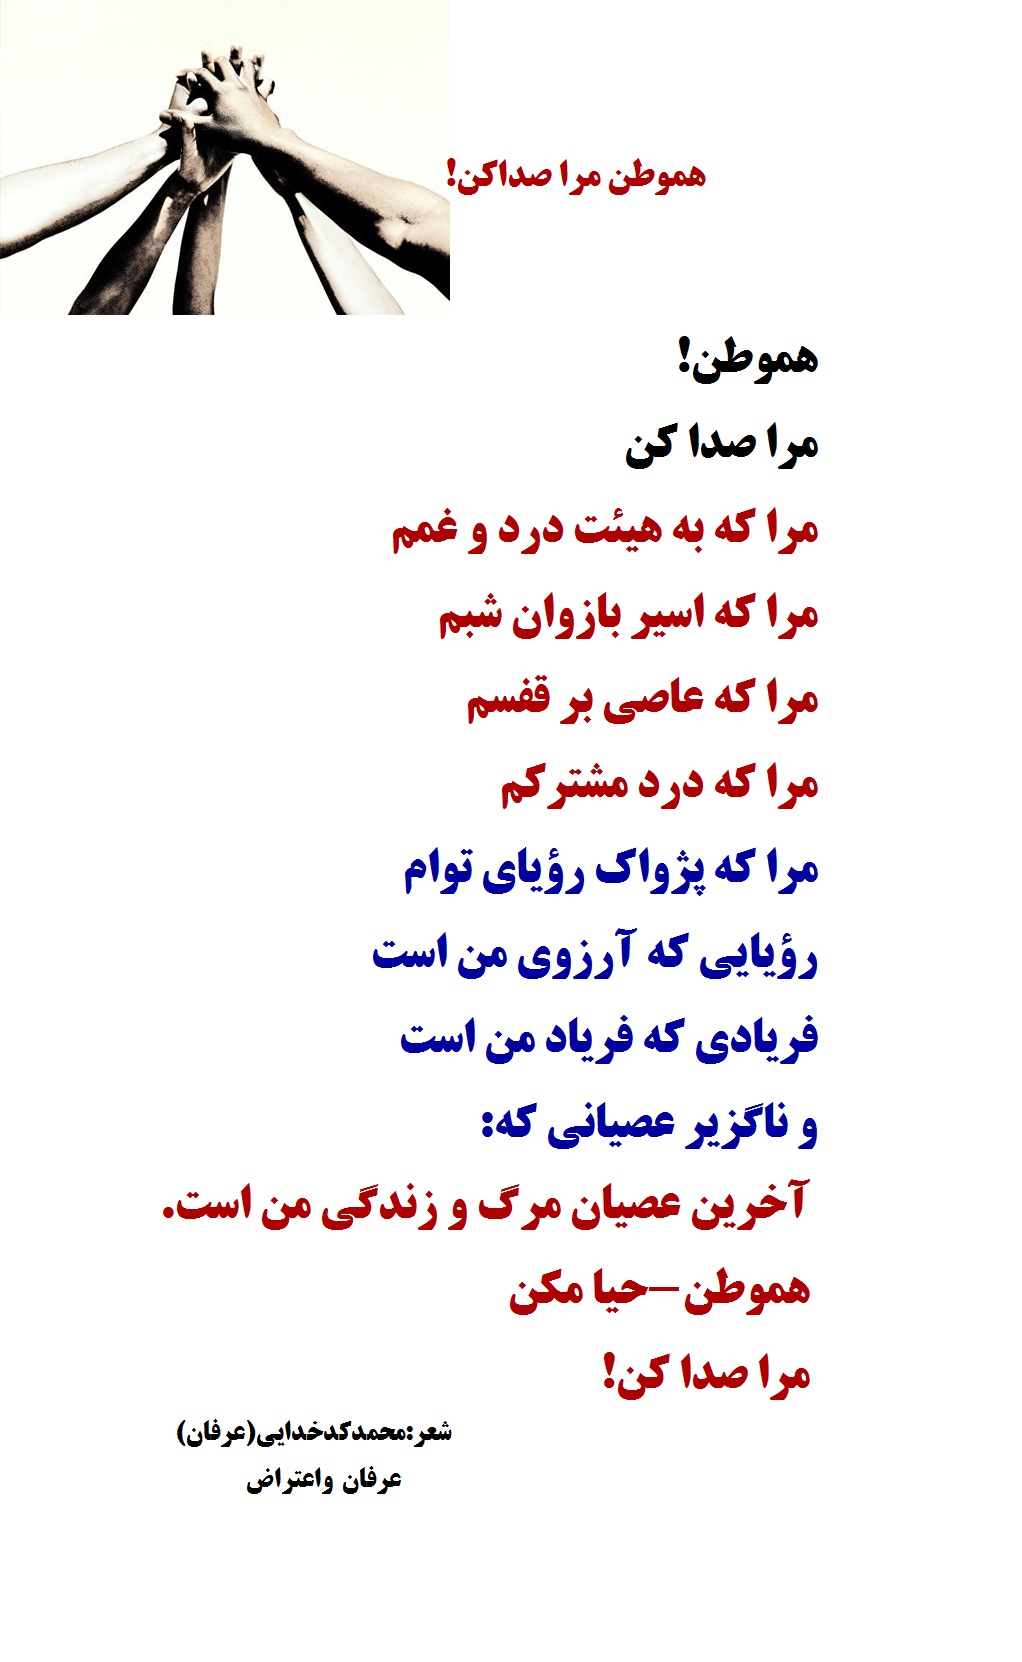 هموطن مرا صداکن!
هموطن!
مرا صدا کن
مرا که به هیئت درد و غمم
مرا که اسیر بازوان شبم
مرا که عاصی بر قفسم
مرا که درد مشترکم
مرا که پژواک رؤیای توام
رؤیایی که آرزوی من است
فریادی که فریاد من است
و ناگزیر عصیانی که:
آخرین عصیان مرگ و زندگی من است.
هموطن–حیا مکن
مرا صدا کن!
شعر:محمدکدخدایی(عرفان)
عرفان واعتراض